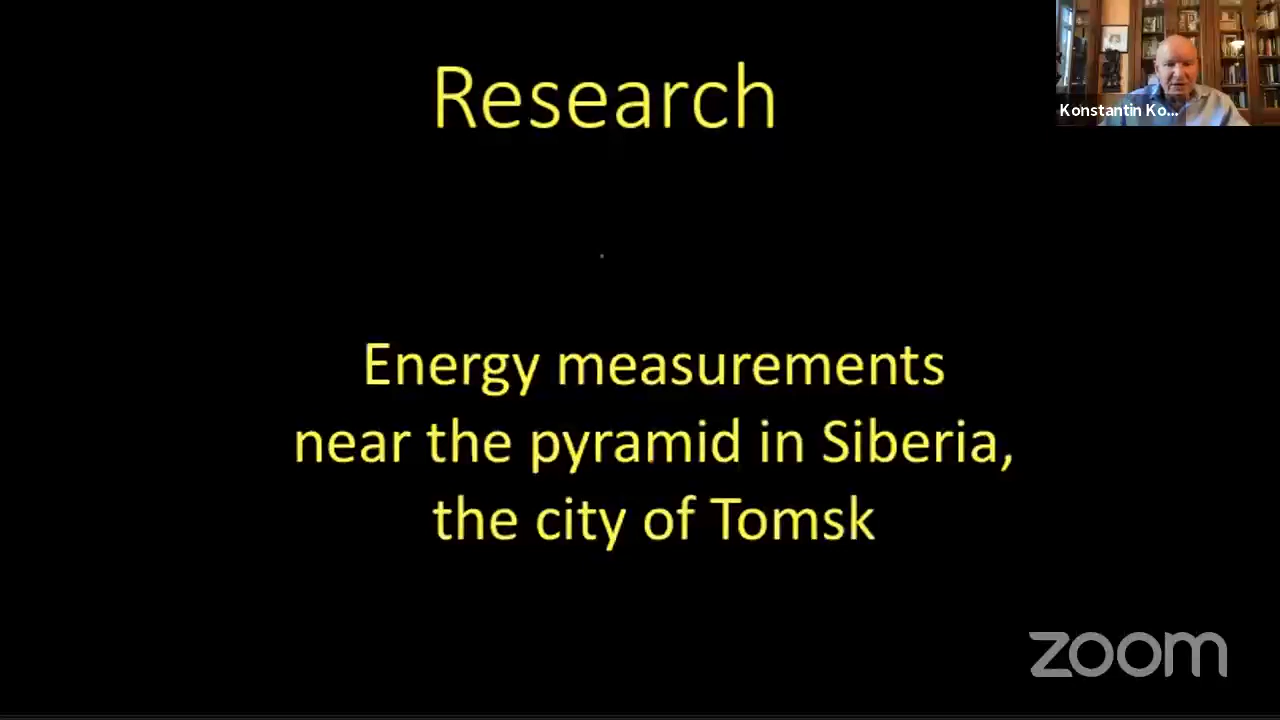 Research
Konstantin Ko...
Energy measurements
near the pyramid in Siberia,
the city of Tomsk
zoom